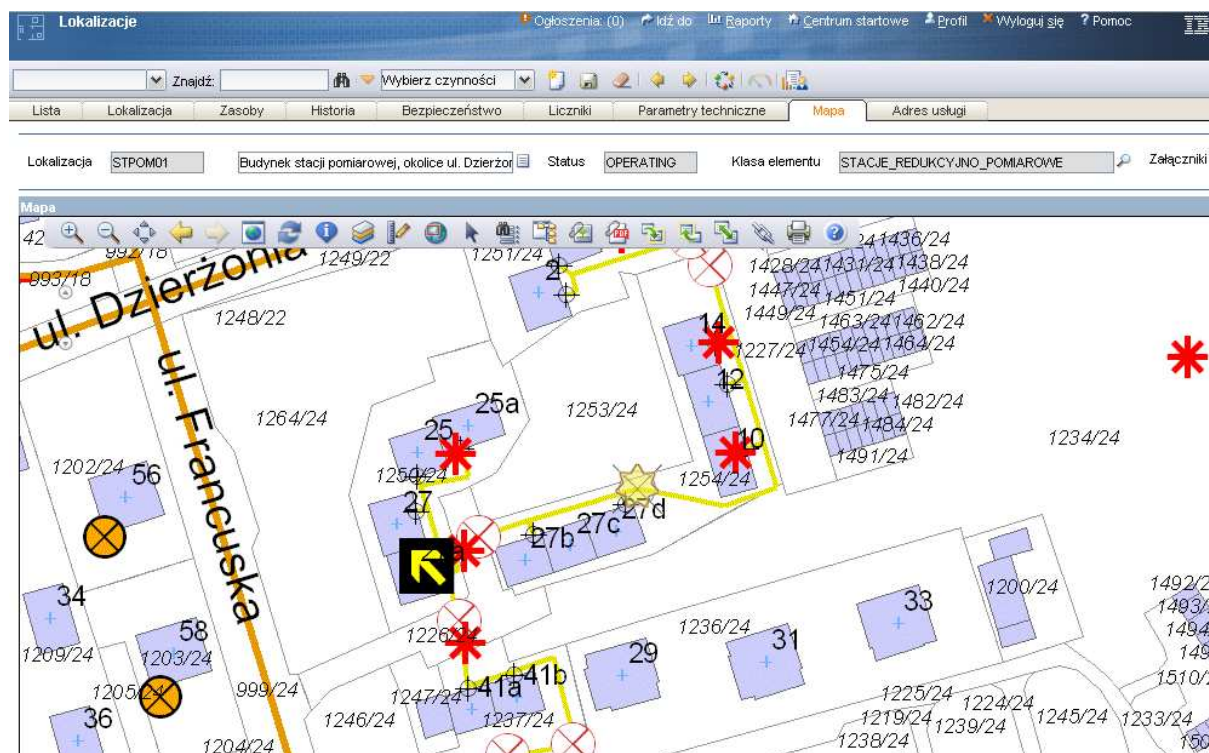 Lokalizacje
Ogłoszenia: (0) Idź do Raporty Centrum startowe Profil Wyloguj się ? Pomoc
Znajdź: Wybierz czynności
Lista Lokalizacja Zasoby Historia Bezpieczeństwo Liczniki Parametry techniczne Mapa Adres usługi
Lokalizacja STPOM01 Budynek stacji pomiarowej, okolice ul. Dzierżor Status OPERATING Klasa elementu STACJE_REDUKCYJNO_POMIAROWE Załączniki
Mapa
42 992/18 1249/22 1251/24 1436/24
993/18 2 1428/24 1431/24 1438/24
ul. Dzierżonia 1447/24 1451/24 1440/24
1248/22 14 1449/24 1463/24 1462/24
1227/24 1454/24 1464/24
ul. Francuska 12 1475/24
25a 1253/24 1483/24 1482/24
1264/24 25 10 1477/24 1484/24 1234/24
1202/24 56 1254/24 1491/24
27 27d
27b 27c
34 33 1200/24 1492/2
58 1226/24 1236/24 1493/
1209/24 1203/24 29 31 1494
41b 149
1205/24 999/24 1247/24 41a 1225/24 1224/24 1510/
36 1246/24 1237/24 1219/24 1239/24 1245/24 1233/24
1204/24 1238/24 150